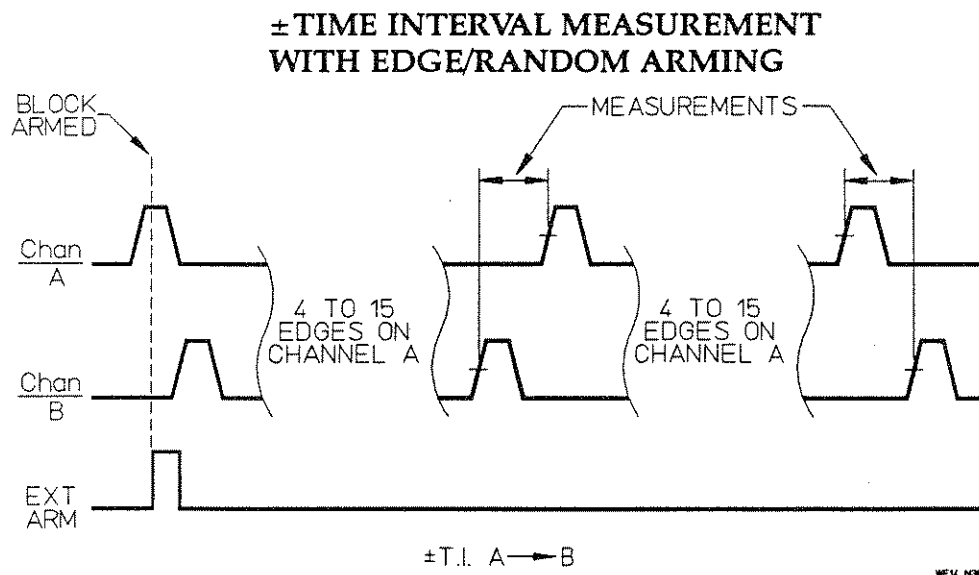 ±TIME INTERVAL MEASUREMENT
WITH EDGE/RANDOM ARMING
BLOCK
ARMED
MEASUREMENTS
Chan
A
4 TO 15
EDGES ON
CHANNEL A
4 TO 15
EDGES ON
CHANNEL A
Chan
B
EXT
ARM
±T.I. A B